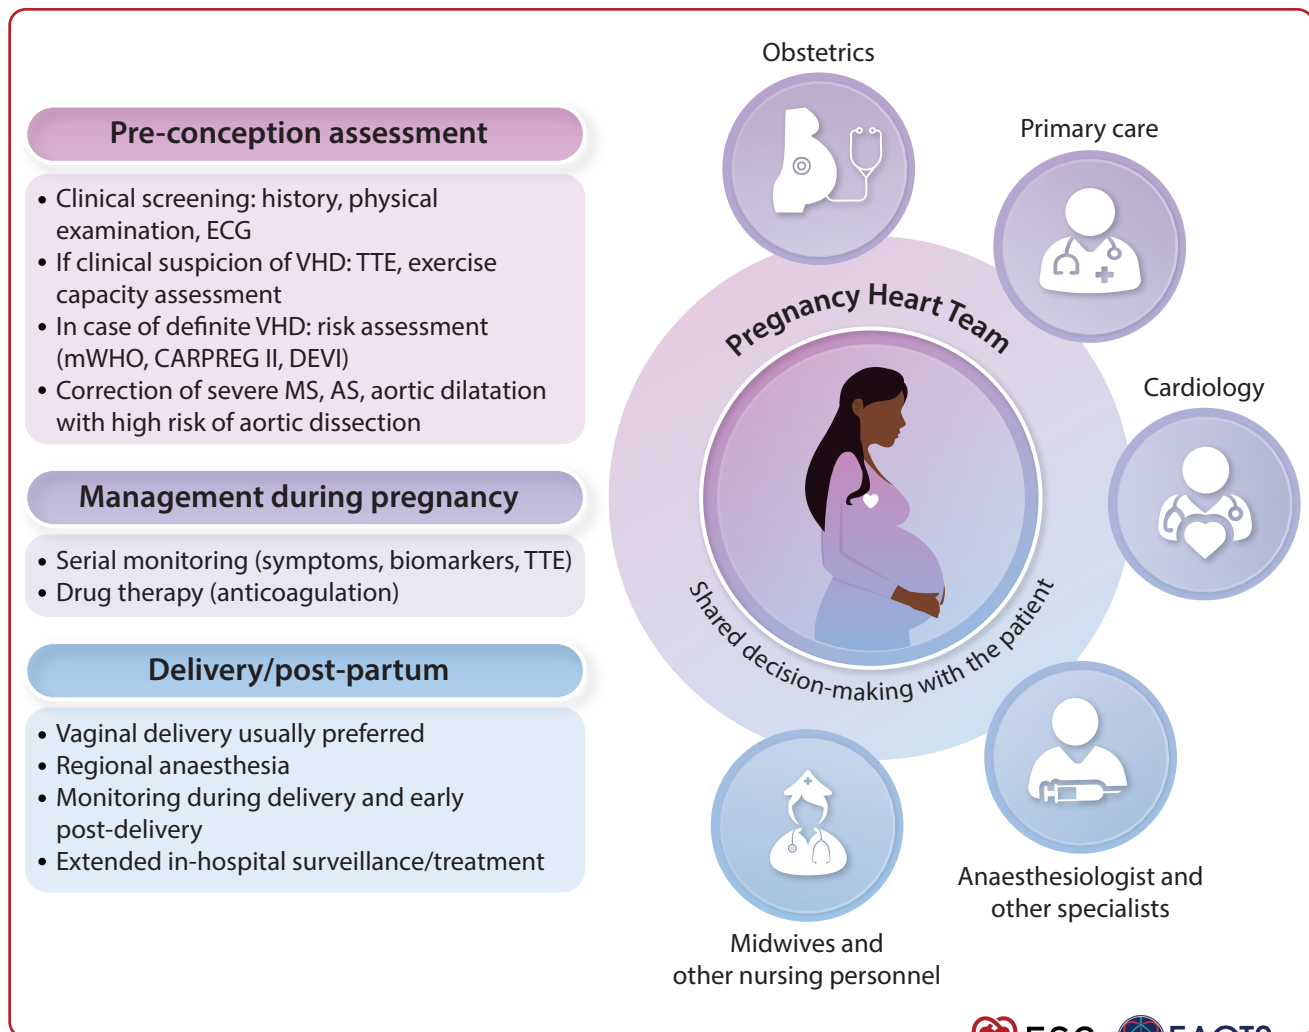 Pre-conception assessment
• Clinical screening: history, physical
examination, ECG
• If clinical suspicion of VHD: TTE, exercise
capacity assessment
• In case of definite VHD: risk assessment
(mWHO, CARPREG II, DEVI)
• Correction of severe MS, AS, aortic dilatation
with high risk of aortic dissection
Management during pregnancy
• Serial monitoring (symptoms, biomarkers, TTE)
• Drug therapy (anticoagulation)
Delivery/post-partum
• Vaginal delivery usually preferred
• Regional anaesthesia
• Monitoring during delivery and early
post-delivery
• Extended in-hospital surveillance/treatment
Obstetrics
Primary care
Cardiology
Anaesthesiologist and
other specialists
Midwives and
other nursing personnel
Pregnancy Heart Team
Shared decision-making with the patient